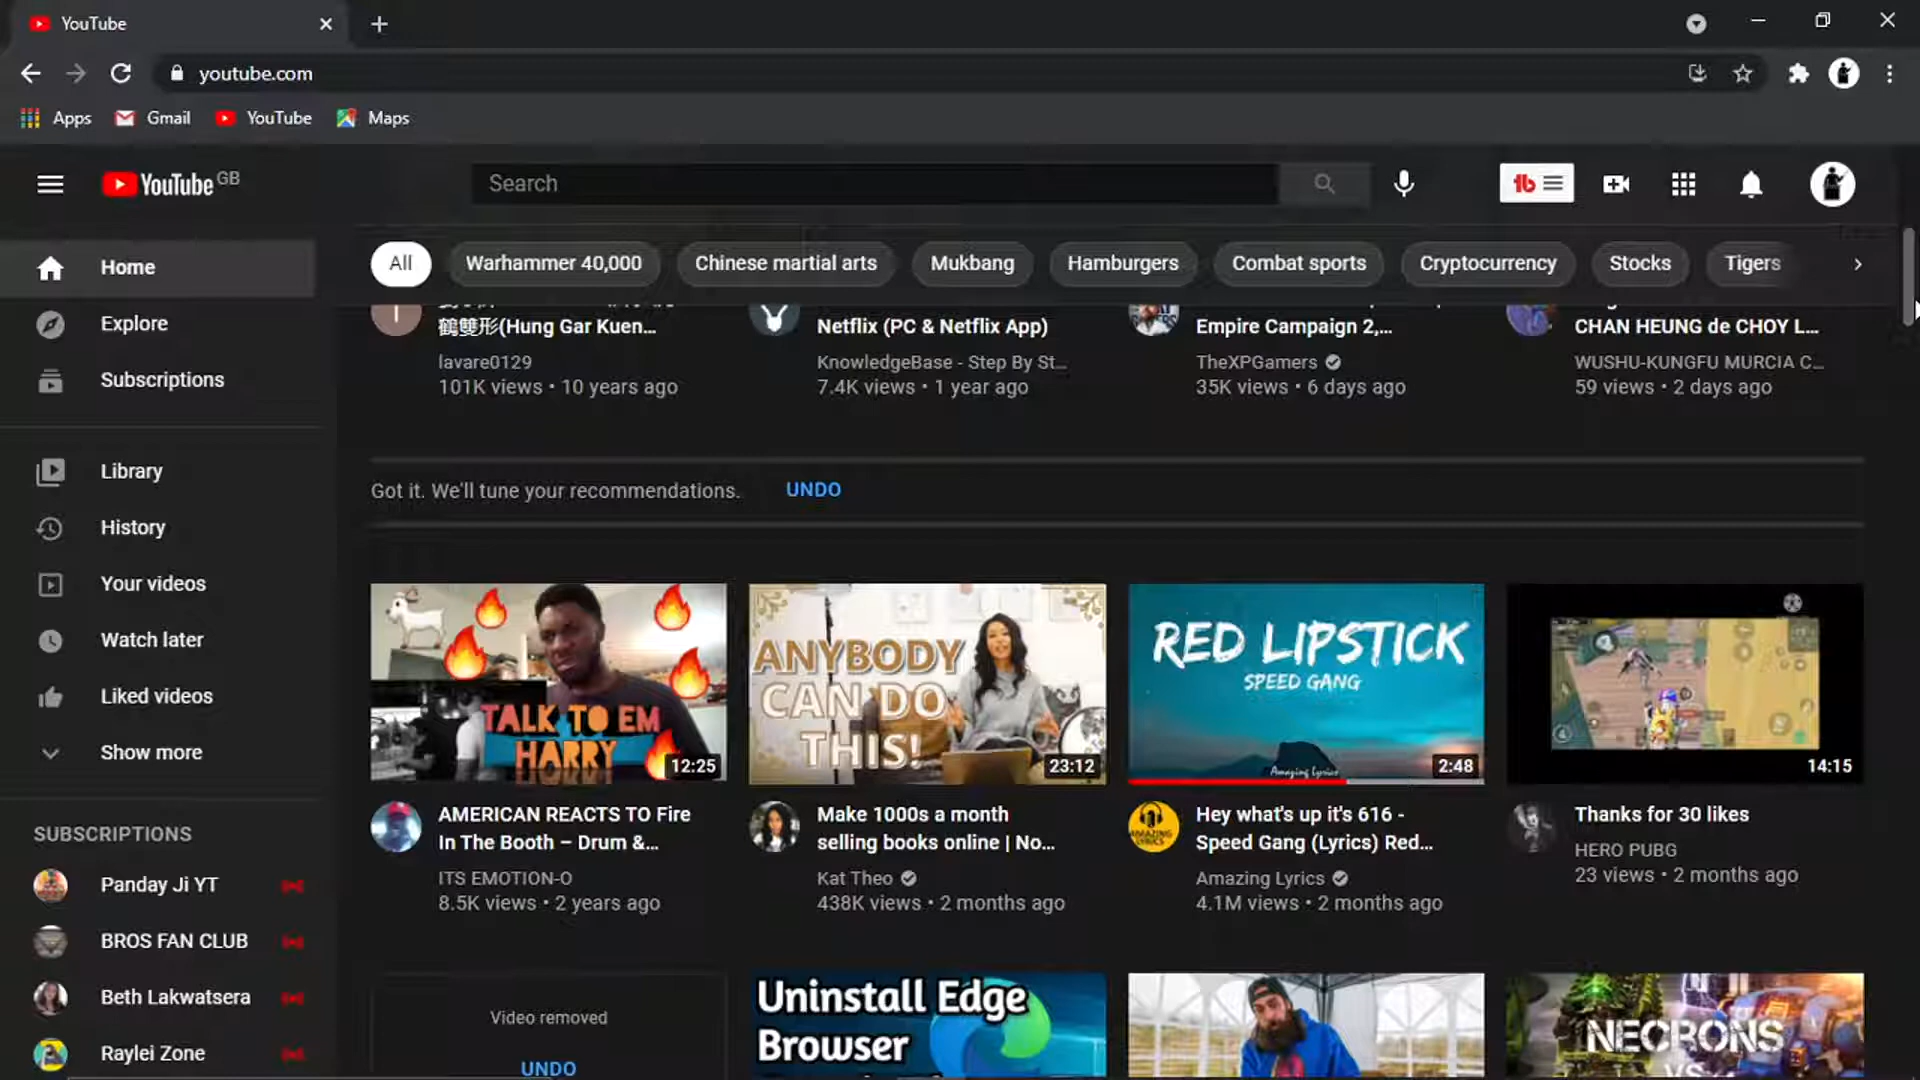 YouTube
youtube.com
Apps
Gmail
YouTube
Maps
YouTube GB
Search
tb
All
Warhammer 40,000
Chinese martial arts
Mukbang
Hamburgers
Combat sports
Cryptocurrency
Stocks
Tigers
Home
Explore
Subscriptions
Library
History
Your videos
Watch later
Liked videos
Show more
SUBSCRIPTIONS
Panday Ji YT
BROS FAN CLUB
Beth Lakwatsera
Raylei Zone
鶴雙形(Hung Gar Kuen...
lavare0129
101K views • 10 years ago
Netflix (PC & Netflix App)
KnowledgeBase - Step By St...
7.4K views • 1 year ago
Empire Campaign 2,...
TheXPGamers
35K views • 6 days ago
CHAN HEUNG de CHOY L...
WUSHU-KUNGFU MURCIA C...
59 views • 2 days ago
Got it. We'll tune your recommendations.
UNDO
TALK TO EM
HARRY
12:25
AMERICAN REACTS TO Fire
In The Booth – Drum &...
ITS EMOTION-O
8.5K views • 2 years ago
ANYBODY
CAN DO
THIS!
23:12
Make 1000s a month
selling books online | No...
Kat Theo
438K views • 2 months ago
RED LIPSTICK
SPEED GANG
Amazing Lyrics
2:48
AMAZING
LYRICS
Hey what's up it's 616 -
Speed Gang (Lyrics) Red...
Amazing Lyrics
4.1M views • 2 months ago
14:15
Thanks for 30 likes
HERO PUBG
23 views • 2 months ago
Video removed
UNDO
Uninstall Edge
Browser
NECRONS
VS